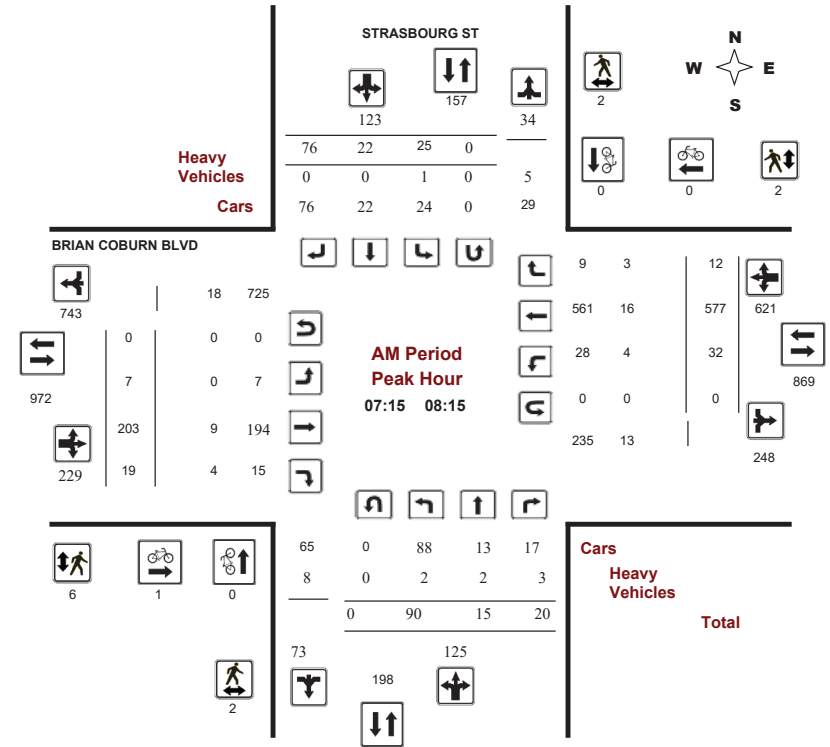 STRASBOURG ST
N
W E
S
157
2
123 34
76 22 25 0
Heavy
Vehicles
0 0 1 0 5
Cars
76 22 24 0 29
0 0 2
BRIAN COBURN BLVD
9 3 12
18 725
743
561 16 577 621
0 0 0
AM Period
Peak Hour
28 4 32
869
7 0 7
972
07:15 08:15
0 0 0
203 9 194
235 13
248
229
19 4 15
65 0 88 13 17
Cars
8 0 2 2 3
Heavy
Vehicles
6 1 0
0 90 15 20
Total
73 125
198
2